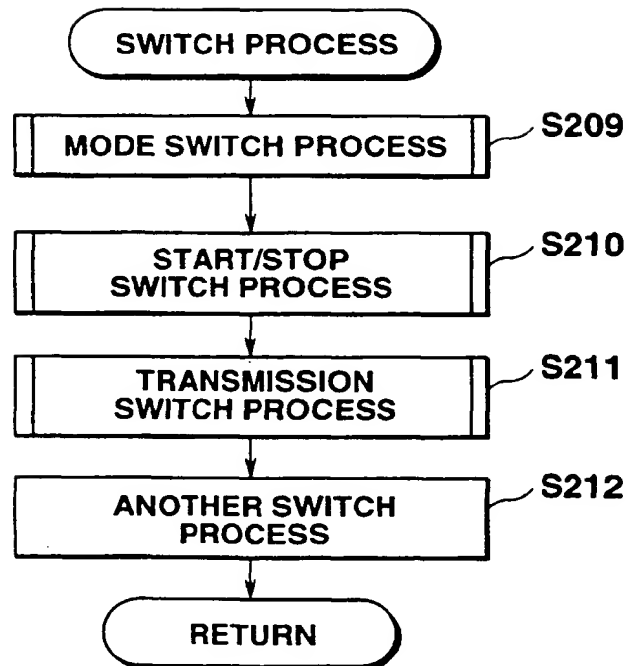 SWITCH PROCESS
MODE SWITCH PROCESS
S209
START/STOP
SWITCH PROCESS
S210
TRANSMISSION
SWITCH PROCESS
S211
ANOTHER SWITCH
PROCESS
S212
RETURN